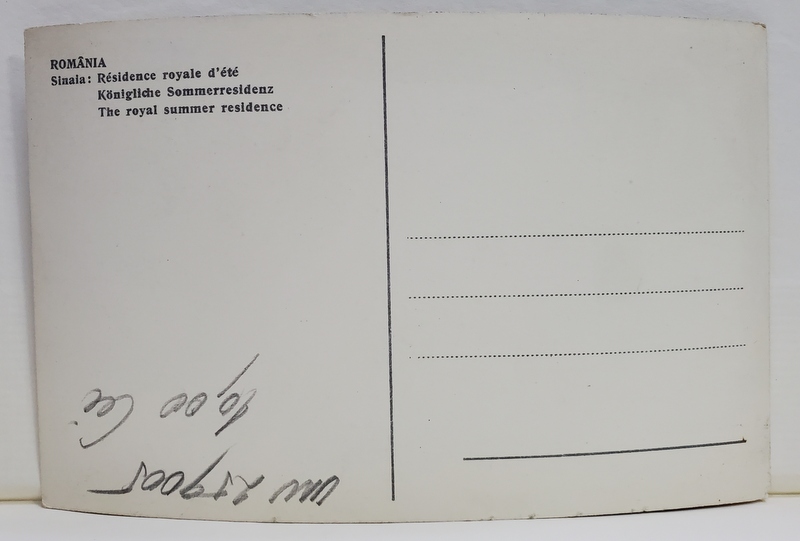 ROMÂNIA
Sinaia: Résidence royale d'été
Königliche Sommerresidenz
The royal summer residence
10,00 Lei